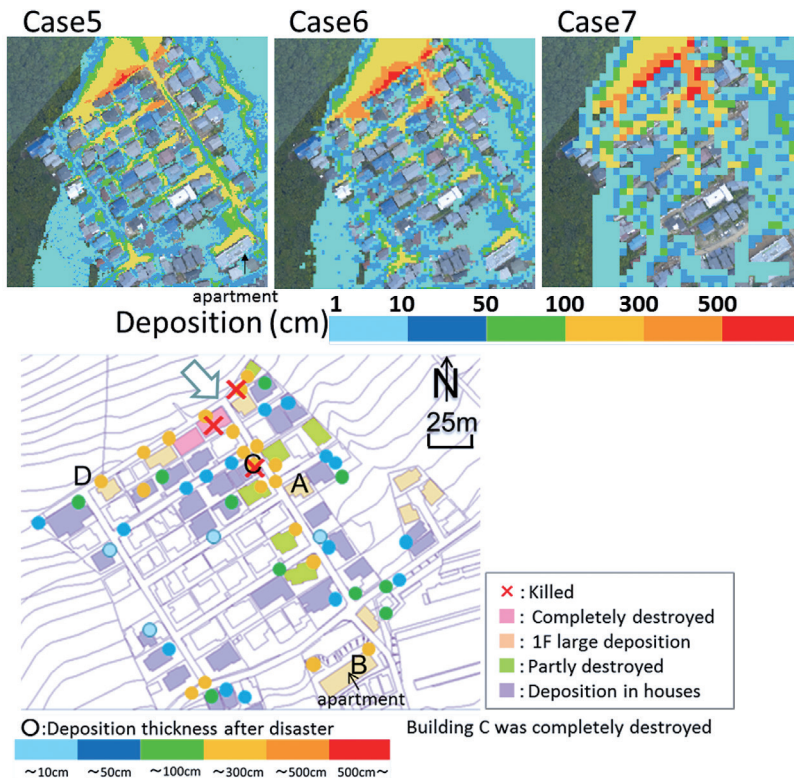 Case5 Case6 Case7
apartment
Deposition (cm) 1 10 50 100 300 500
N
25m
D C A
B
apartment
×: Killed
: Completely destroyed
: 1F large deposition
: Partly destroyed
: Deposition in houses
O:Deposition thickness after disaster Building C was completely destroyed
~10cm ~50cm ~100cm ~300cm ~500cm 500cm~